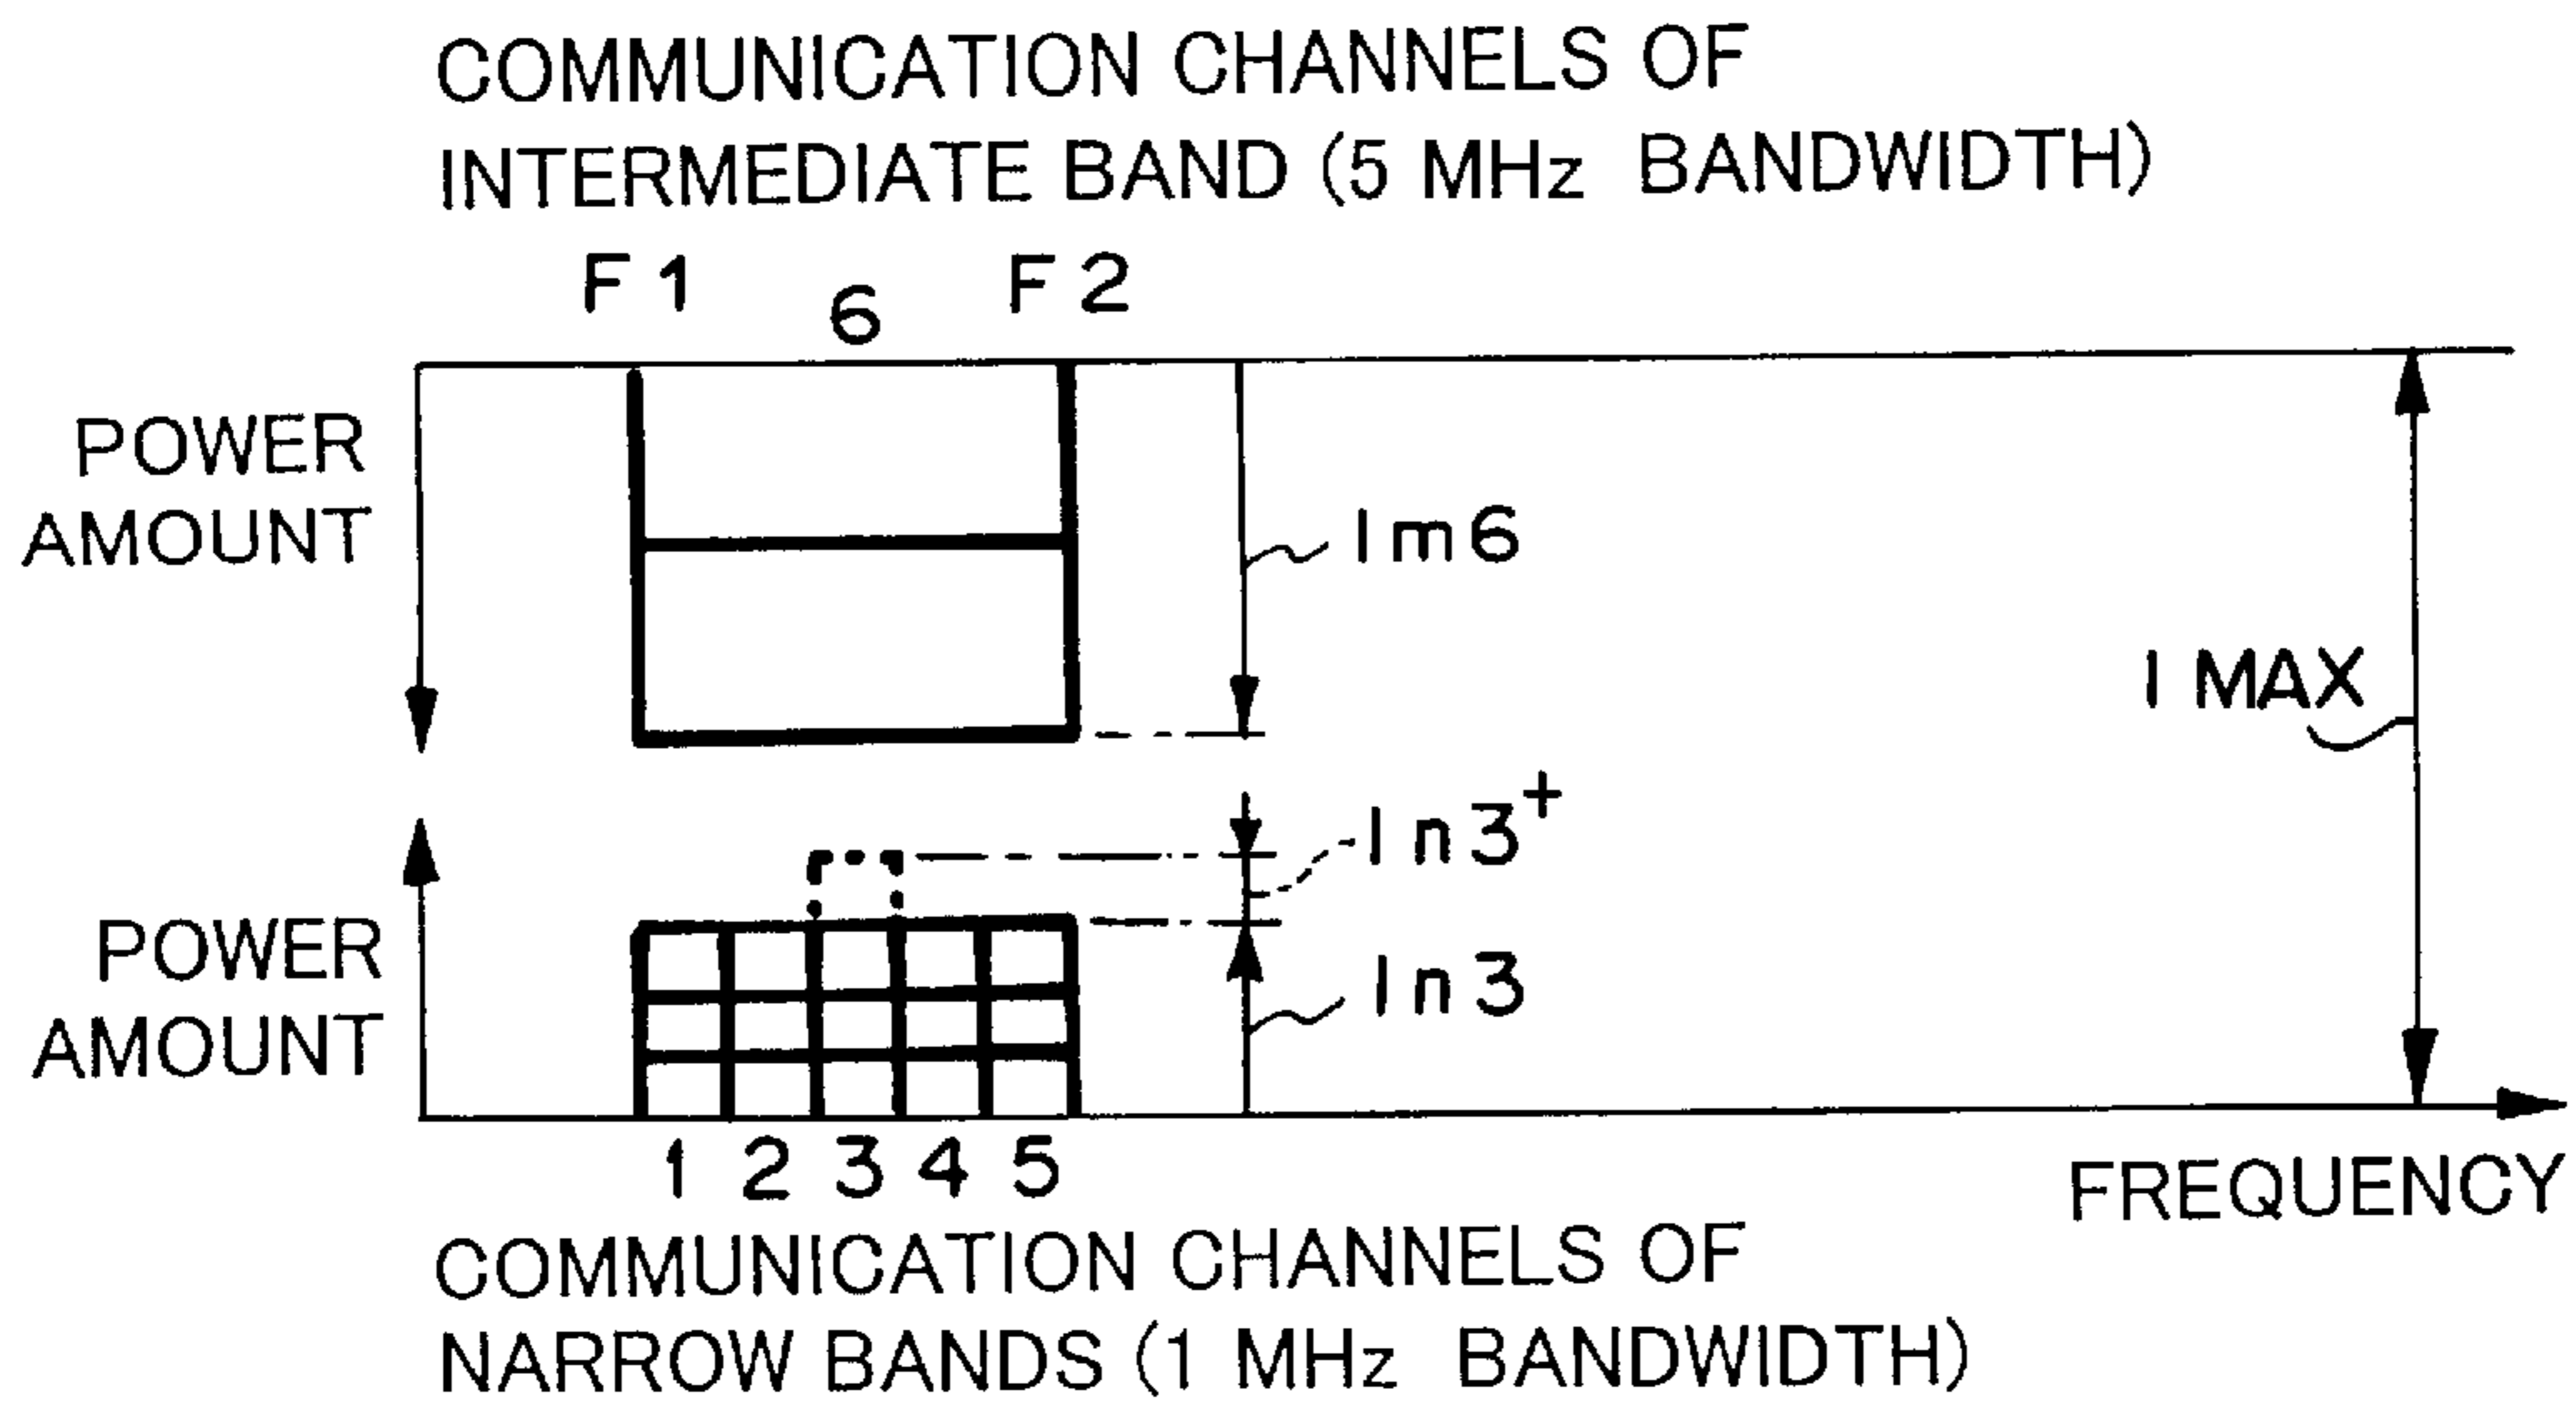 COMMUNICATION CHANNELS OF
INTERMEDIATE BAND (5 MHz BANDWIDTH)
F1 6 F2
POWER
AMOUNT
Im6
I MAX
In3+
POWER
AMOUNT
In3
1 2 3 4 5
FREQUENCY
COMMUNICATION CHANNELS OF
NARROW BANDS (1 MHz BANDWIDTH)